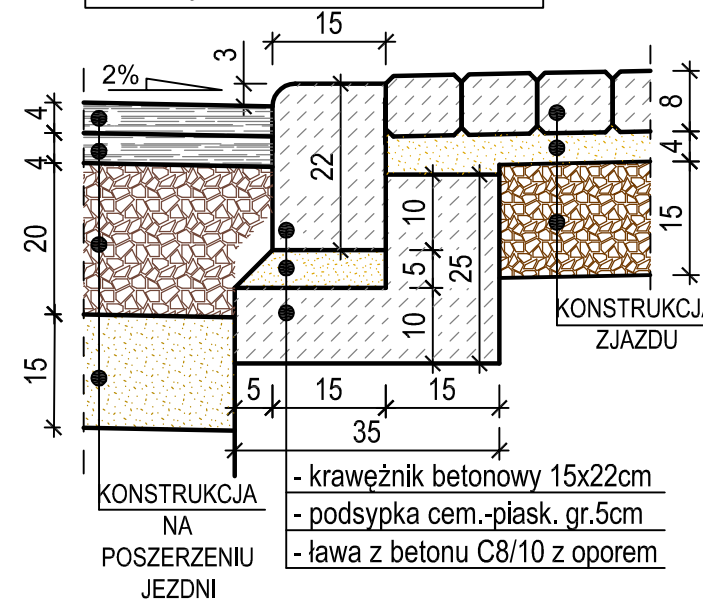 15
3
2%
4
4
20
15
22
10
5
10
25
8
4
15
KONSTRUKCJA
ZJAZDU
5
15
15
35
- krawężnik betonowy 15x22cm
- podsypka cem.-piask. gr.5cm
- ława z betonu C8/10 z oporem
KONSTRUKCJA
NA
POSZERZENIU
JEZDNI